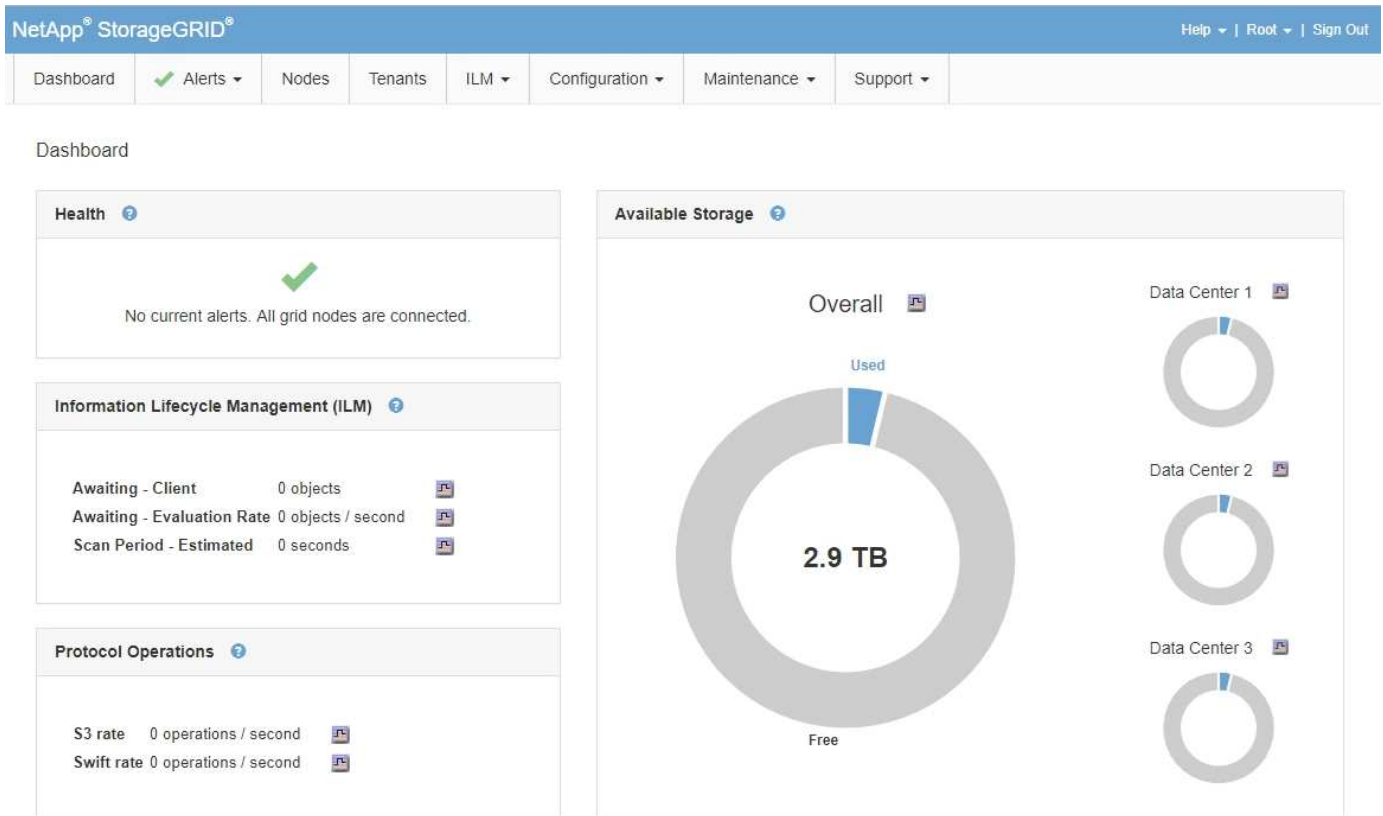 NetApp® StorageGRID®
Help | Root | Sign Out
Dashboard
Alerts
Nodes
Tenants
ILM
Configuration
Maintenance
Support
Dashboard
Health
No current alerts. All grid nodes are connected.
Information Lifecycle Management (ILM)
Awaiting - Client 0 objects
Awaiting - Evaluation Rate 0 objects / second
Scan Period - Estimated 0 seconds
Protocol Operations
S3 rate 0 operations / second
Swift rate 0 operations / second
Available Storage
Overall
Used
2.9 TB
Free
Data Center 1
Data Center 2
Data Center 3